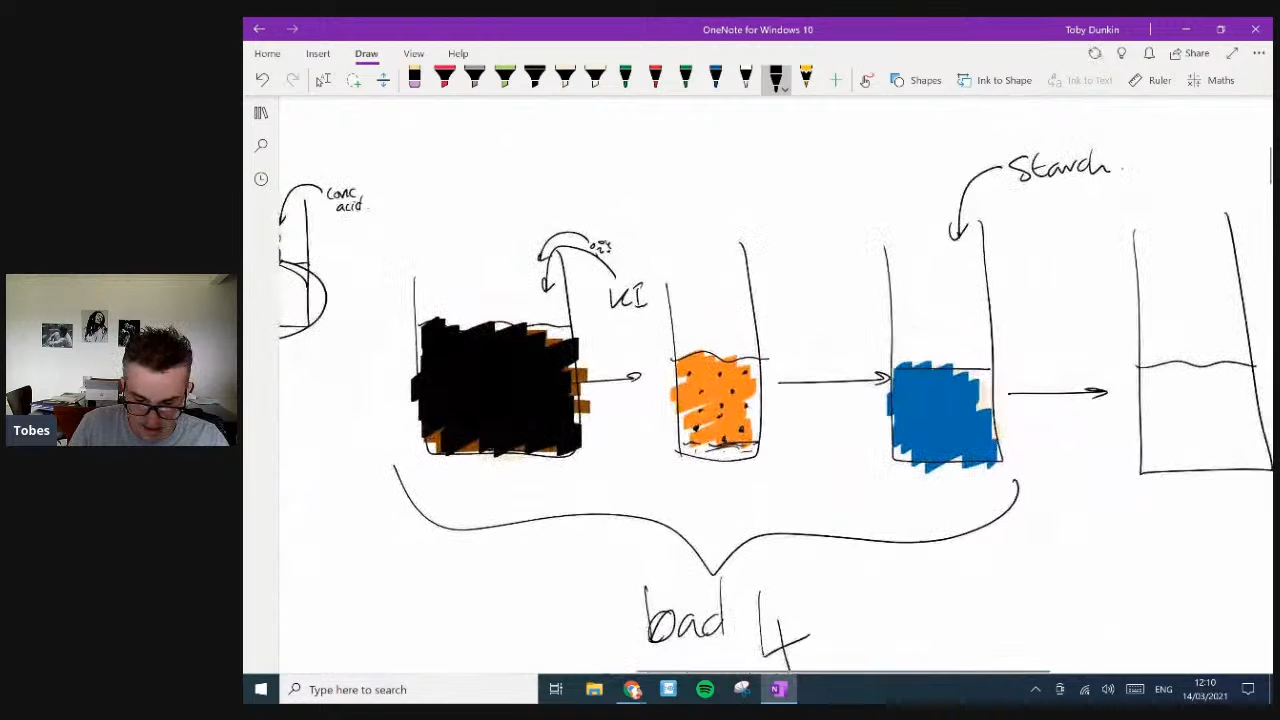 OneNote for Windows 10
Toby Dunkin
Home Insert Draw View Help
Share
Shapes
Ink to Shape
Ink to Text
Ruler
Maths
Starch
conc
acid
KI
bad 4
Tobes
Type here to search
ENG
12:10
14/03/2021